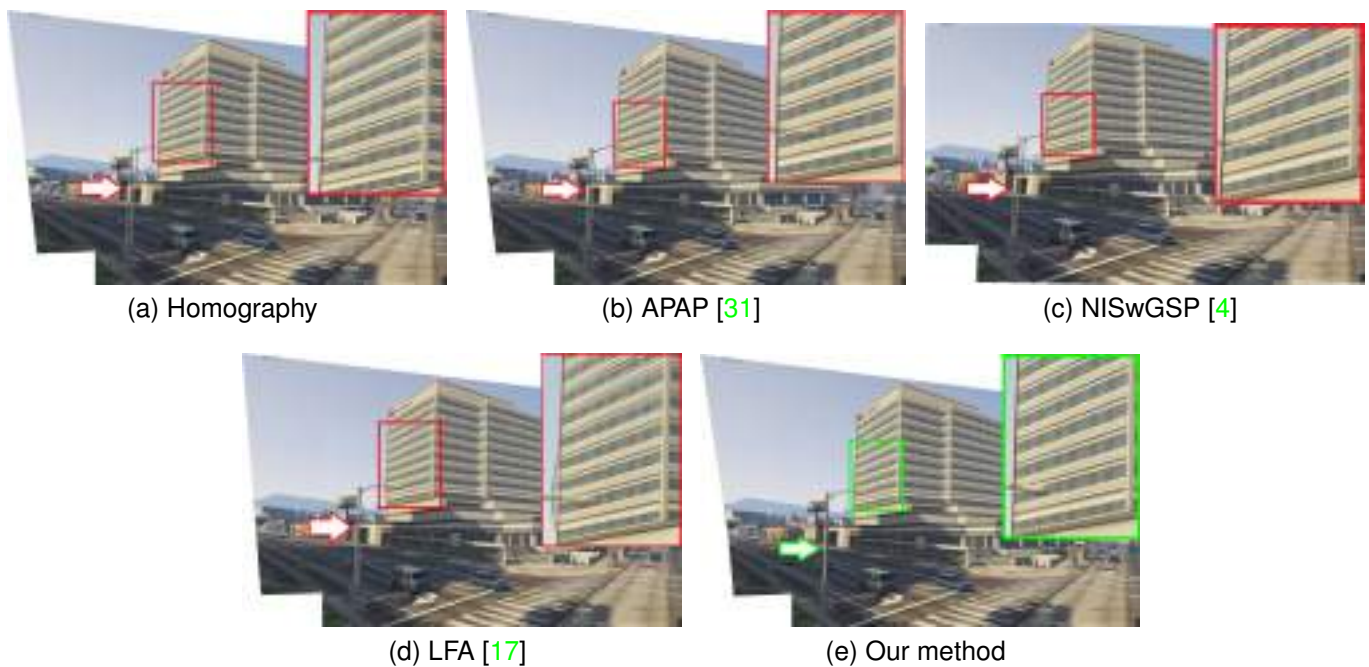 (a) Homography
(b) APAP [31]
(c) NISwGSP [4]
(d) LFA [17]
(e) Our method